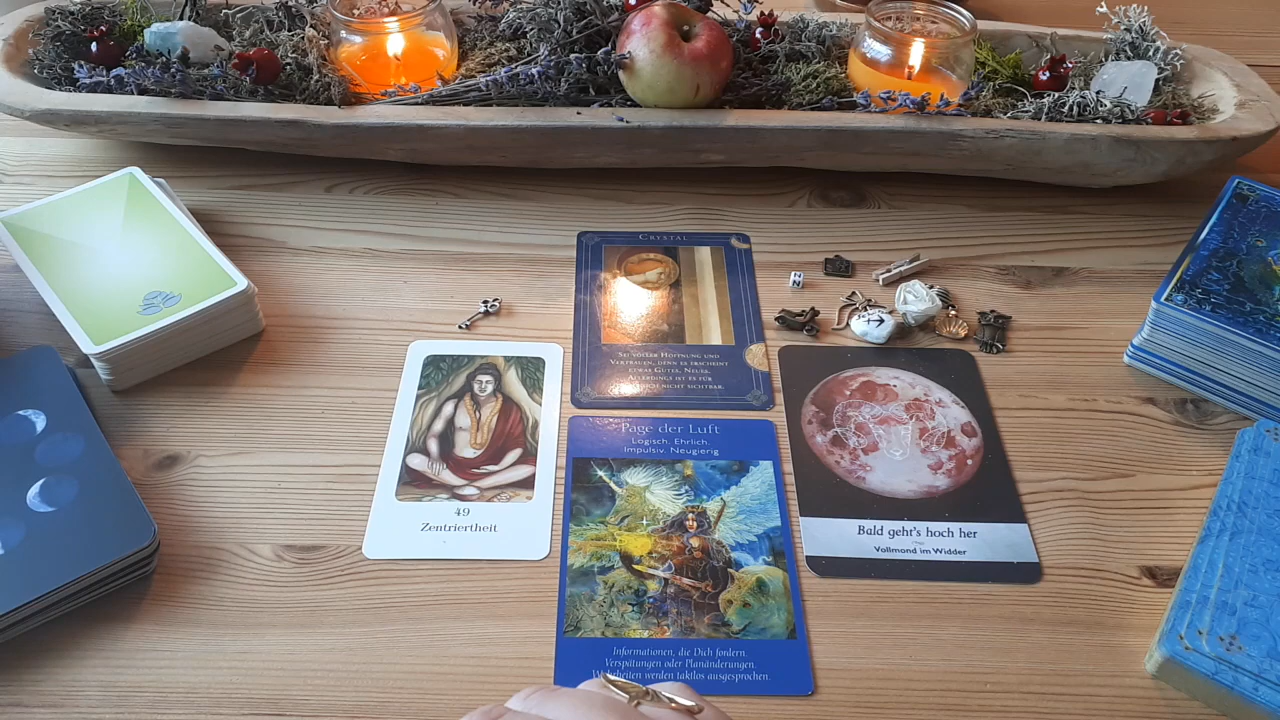 CRYSTAL
SEI VOLLER HOFFNUNG UND
VERTRAUEN, DENN ES ERSCHEINT
ETWAS GUTES, NEUES.
ALLERDINGS IST ES FÜR
NICHT SICHTBAR.
49
Zentriertheit
Page der Luft
Logisch. Ehrlich.
Impulsiv. Neugierig
Informationen, die Dich fordern.
Verspätungen oder Planänderungen.
Wahrheiten werden taktlos ausgesprochen.
Bald geht's hoch her
Vollmond im Widder